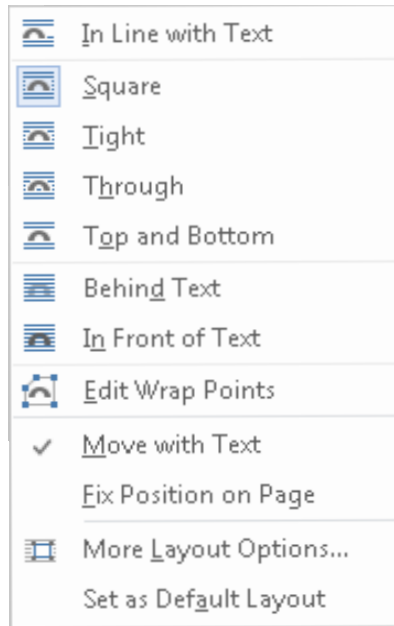 In Line with Text
Square
Tight
Through
Top and Bottom
Behind Text
In Front of Text
Edit Wrap Points
Move with Text
Fix Position on Page
More Layout Options...
Set as Default Layout